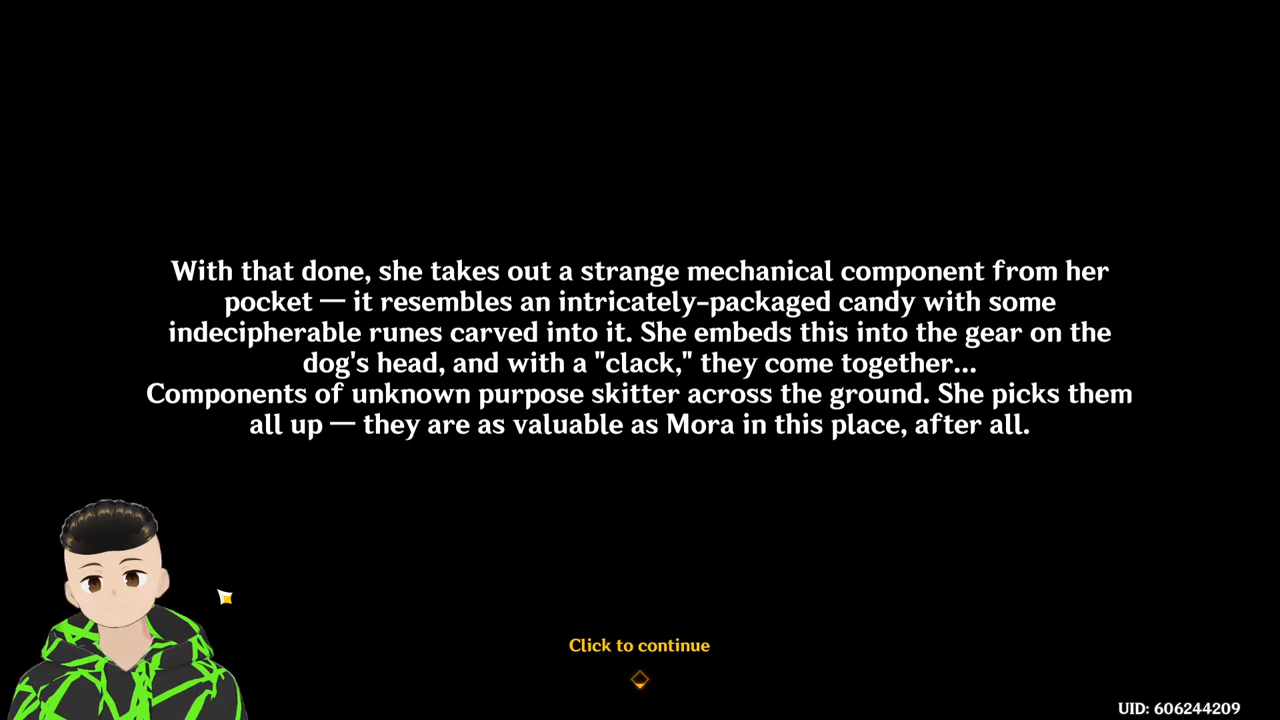 With that done, she takes out a strange mechanical component from her
pocket — it resembles an intricately-packaged candy with some
indecipherable runes carved into it. She embeds this into the gear on the
dog's head, and with a "clack," they come together...
Components of unknown purpose skitter across the ground. She picks them
all up — they are as valuable as Mora in this place, after all.
Click to continue
UID: 606244209